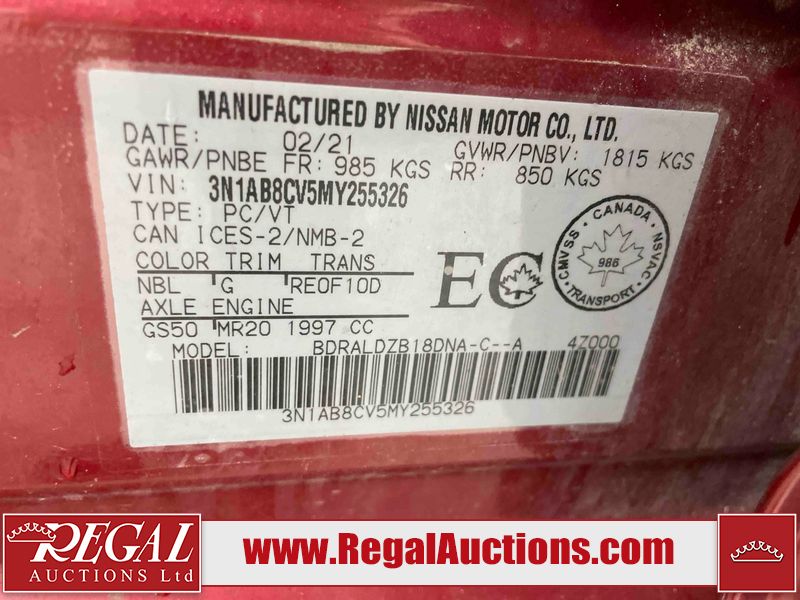 MANUFACTURED BY NISSAN MOTOR CO., LTD.
DATE: 02/21 GVWR/PNBV: 1815 KGS
GAWR/PNBE FR: 985 KGS RR: 850 KGS
VIN: 3N1AB8CV5MY255326
TYPE: PC/VT
CAN ICES-2/NMB-2
COLOR TRIM TRANS
NBL G RE0F10D
AXLE ENGINE
GS50 MR20 1997 CC
MODEL: BDRALDZB18DNA-C--A 47000
3N1AB8CV5MY255326
EC
CANADA
CMVSS
NSVAC
986
TRANSPORT
REGAL
AUCTIONS Ltd
www.RegalAuctions.com